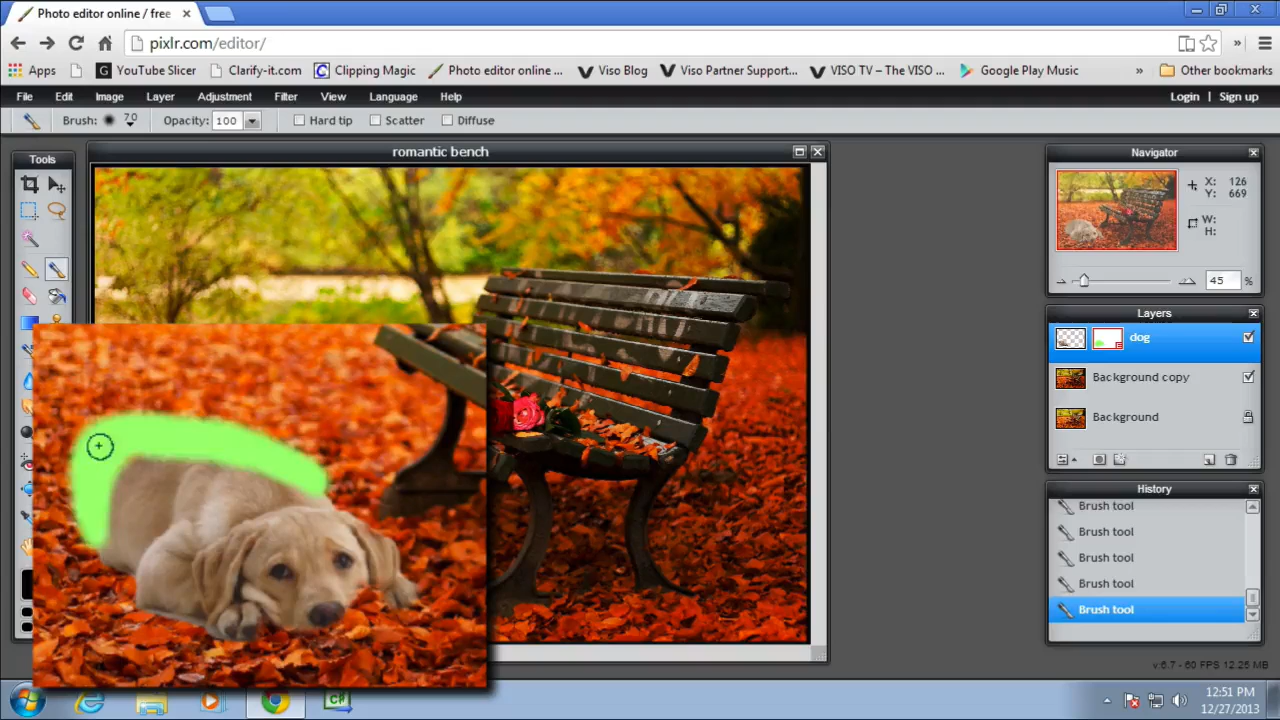 Photo editor online / free
pixlr.com/editor/
Apps YouTube Slicer Clarify-it.com Clipping Magic Photo editor online ... Viso Blog Viso Partner Support... VISO TV – The VISO ... Google Play Music » Other bookmarks
File Edit Image Layer Adjustment Filter View Language Help Login | Sign up
Brush: 70 Opacity: 100 Hard tip Scatter Diffuse
Tools
romantic bench
Navigator
X: 126
Y: 669
W:
H:
45 %
Layers
dog
Background copy
Background
History
Brush tool
Brush tool
Brush tool
Brush tool
Brush tool
v:6.7 - 60 FPS 12.25 MB
C#
12:51 PM
12/27/2013